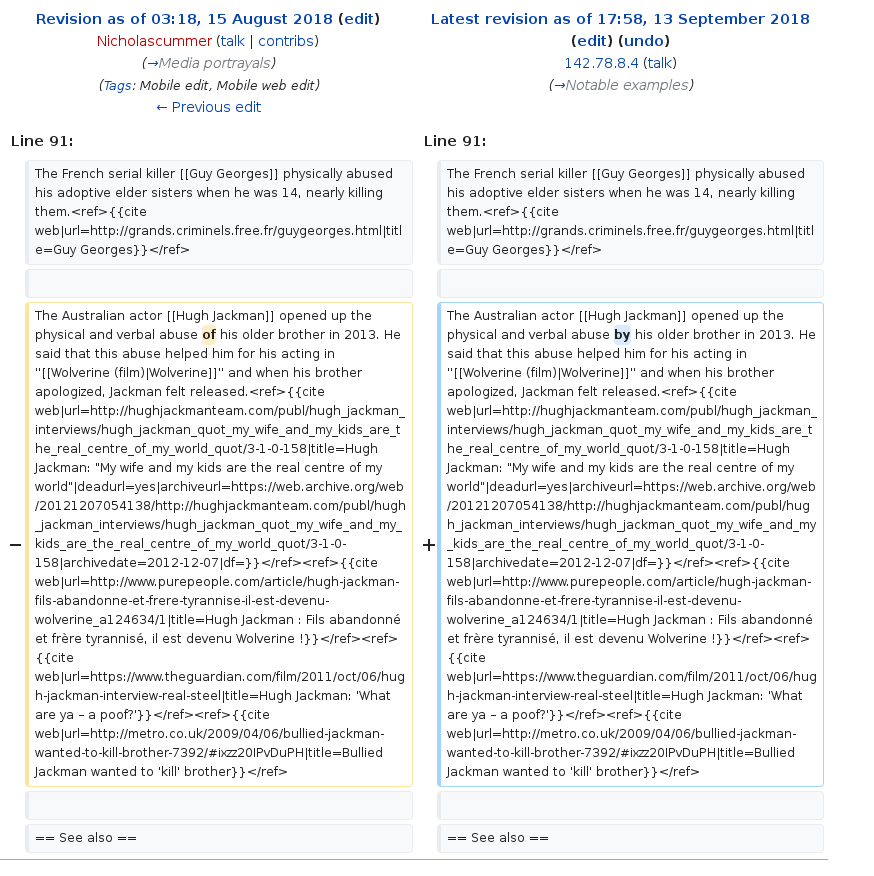 Revision as of 03:18, 15 August 2018 (edit)
Nicholascummer (talk | contribs)
(→Media portrayals)
(Tags: Mobile edit, Mobile web edit)
← Previous edit
Latest revision as of 17:58, 13 September 2018
(edit) (undo)
142.78.8.4 (talk)
(→Notable examples)
Line 91:
Line 91:
The French serial killer [[Guy Georges]] physically abused
his adoptive elder sisters when he was 14, nearly killing
them.<ref>{{cite
web|url=http://grands.criminels.free.fr/guygeorges.html|titl
e=Guy Georges}}</ref>
The French serial killer [[Guy Georges]] physically abused
his adoptive elder sisters when he was 14, nearly killing
them.<ref>{{cite
web|url=http://grands.criminels.free.fr/guygeorges.html|titl
e=Guy Georges}}</ref>
−
The Australian actor [[Hugh Jackman]] opened up the
physical and verbal abuse of his older brother in 2013. He
said that this abuse helped him for his acting in
"[[Wolverine (film)|Wolverine]]" and when his brother
apologized, Jackman felt released.<ref>{{cite
web|url=http://hughjackmanteam.com/publ/hugh_jackman_
interviews/hugh_jackman_quot_my_wife_and_my_kids_are_t
he_real_centre_of_my_world_quot/3-1-0-158|title=Hugh
Jackman: "My wife and my kids are the real centre of my
world"|deadurl=yes|archiveurl=https://web.archive.org/web
/20121207054138/http://hughjackmanteam.com/publ/hugh
_jackman_interviews/hugh_jackman_quot_my_wife_and_my_
kids_are_the_real_centre_of_my_world_quot/3-1-0-
158|archivedate=2012-12-07|df=}}</ref><ref>{{cite
web|url=http://www.purepeople.com/article/hugh-jackman-
fils-abandonne-et-frere-tyrannise-il-est-devenu-
wolverine_a124634/1|title=Hugh Jackman : Fils abandonné
et frère tyrannisé, il est devenu Wolverine !}}</ref><ref>
{{cite
web|url=https://www.theguardian.com/film/2011/oct/06/hug
h-jackman-interview-real-steel|title=Hugh Jackman: 'What
are ya – a poof?'}}</ref><ref>{{cite
web|url=http://metro.co.uk/2009/04/06/bullied-jackman-
wanted-to-kill-brother-7392/#ixzz20IPvDuPH|title=Bullied
Jackman wanted to 'kill' brother}}</ref>
+
The Australian actor [[Hugh Jackman]] opened up the
physical and verbal abuse by his older brother in 2013. He
said that this abuse helped him for his acting in
"[[Wolverine (film)|Wolverine]]" and when his brother
apologized, Jackman felt released.<ref>{{cite
web|url=http://hughjackmanteam.com/publ/hugh_jackman_
interviews/hugh_jackman_quot_my_wife_and_my_kids_are_t
he_real_centre_of_my_world_quot/3-1-0-158|title=Hugh
Jackman: "My wife and my kids are the real centre of my
world"|deadurl=yes|archiveurl=https://web.archive.org/web
/20121207054138/http://hughjackmanteam.com/publ/hug
h_jackman_interviews/hugh_jackman_quot_my_wife_and_my
_kids_are_the_real_centre_of_my_world_quot/3-1-0-
158|archivedate=2012-12-07|df=}}</ref><ref>{{cite
web|url=http://www.purepeople.com/article/hugh-jackman-
fils-abandonne-et-frere-tyrannise-il-est-devenu-
wolverine_a124634/1|title=Hugh Jackman : Fils abandonné
et frère tyrannisé, il est devenu Wolverine !}}</ref><ref>
{{cite
web|url=https://www.theguardian.com/film/2011/oct/06/hug
h-jackman-interview-real-steel|title=Hugh Jackman: 'What
are ya – a poof?'}}</ref><ref>{{cite
web|url=http://metro.co.uk/2009/04/06/bullied-jackman-
wanted-to-kill-brother-7392/#ixzz20IPvDuPH|title=Bullied
Jackman wanted to 'kill' brother}}</ref>
== See also ==
== See also ==